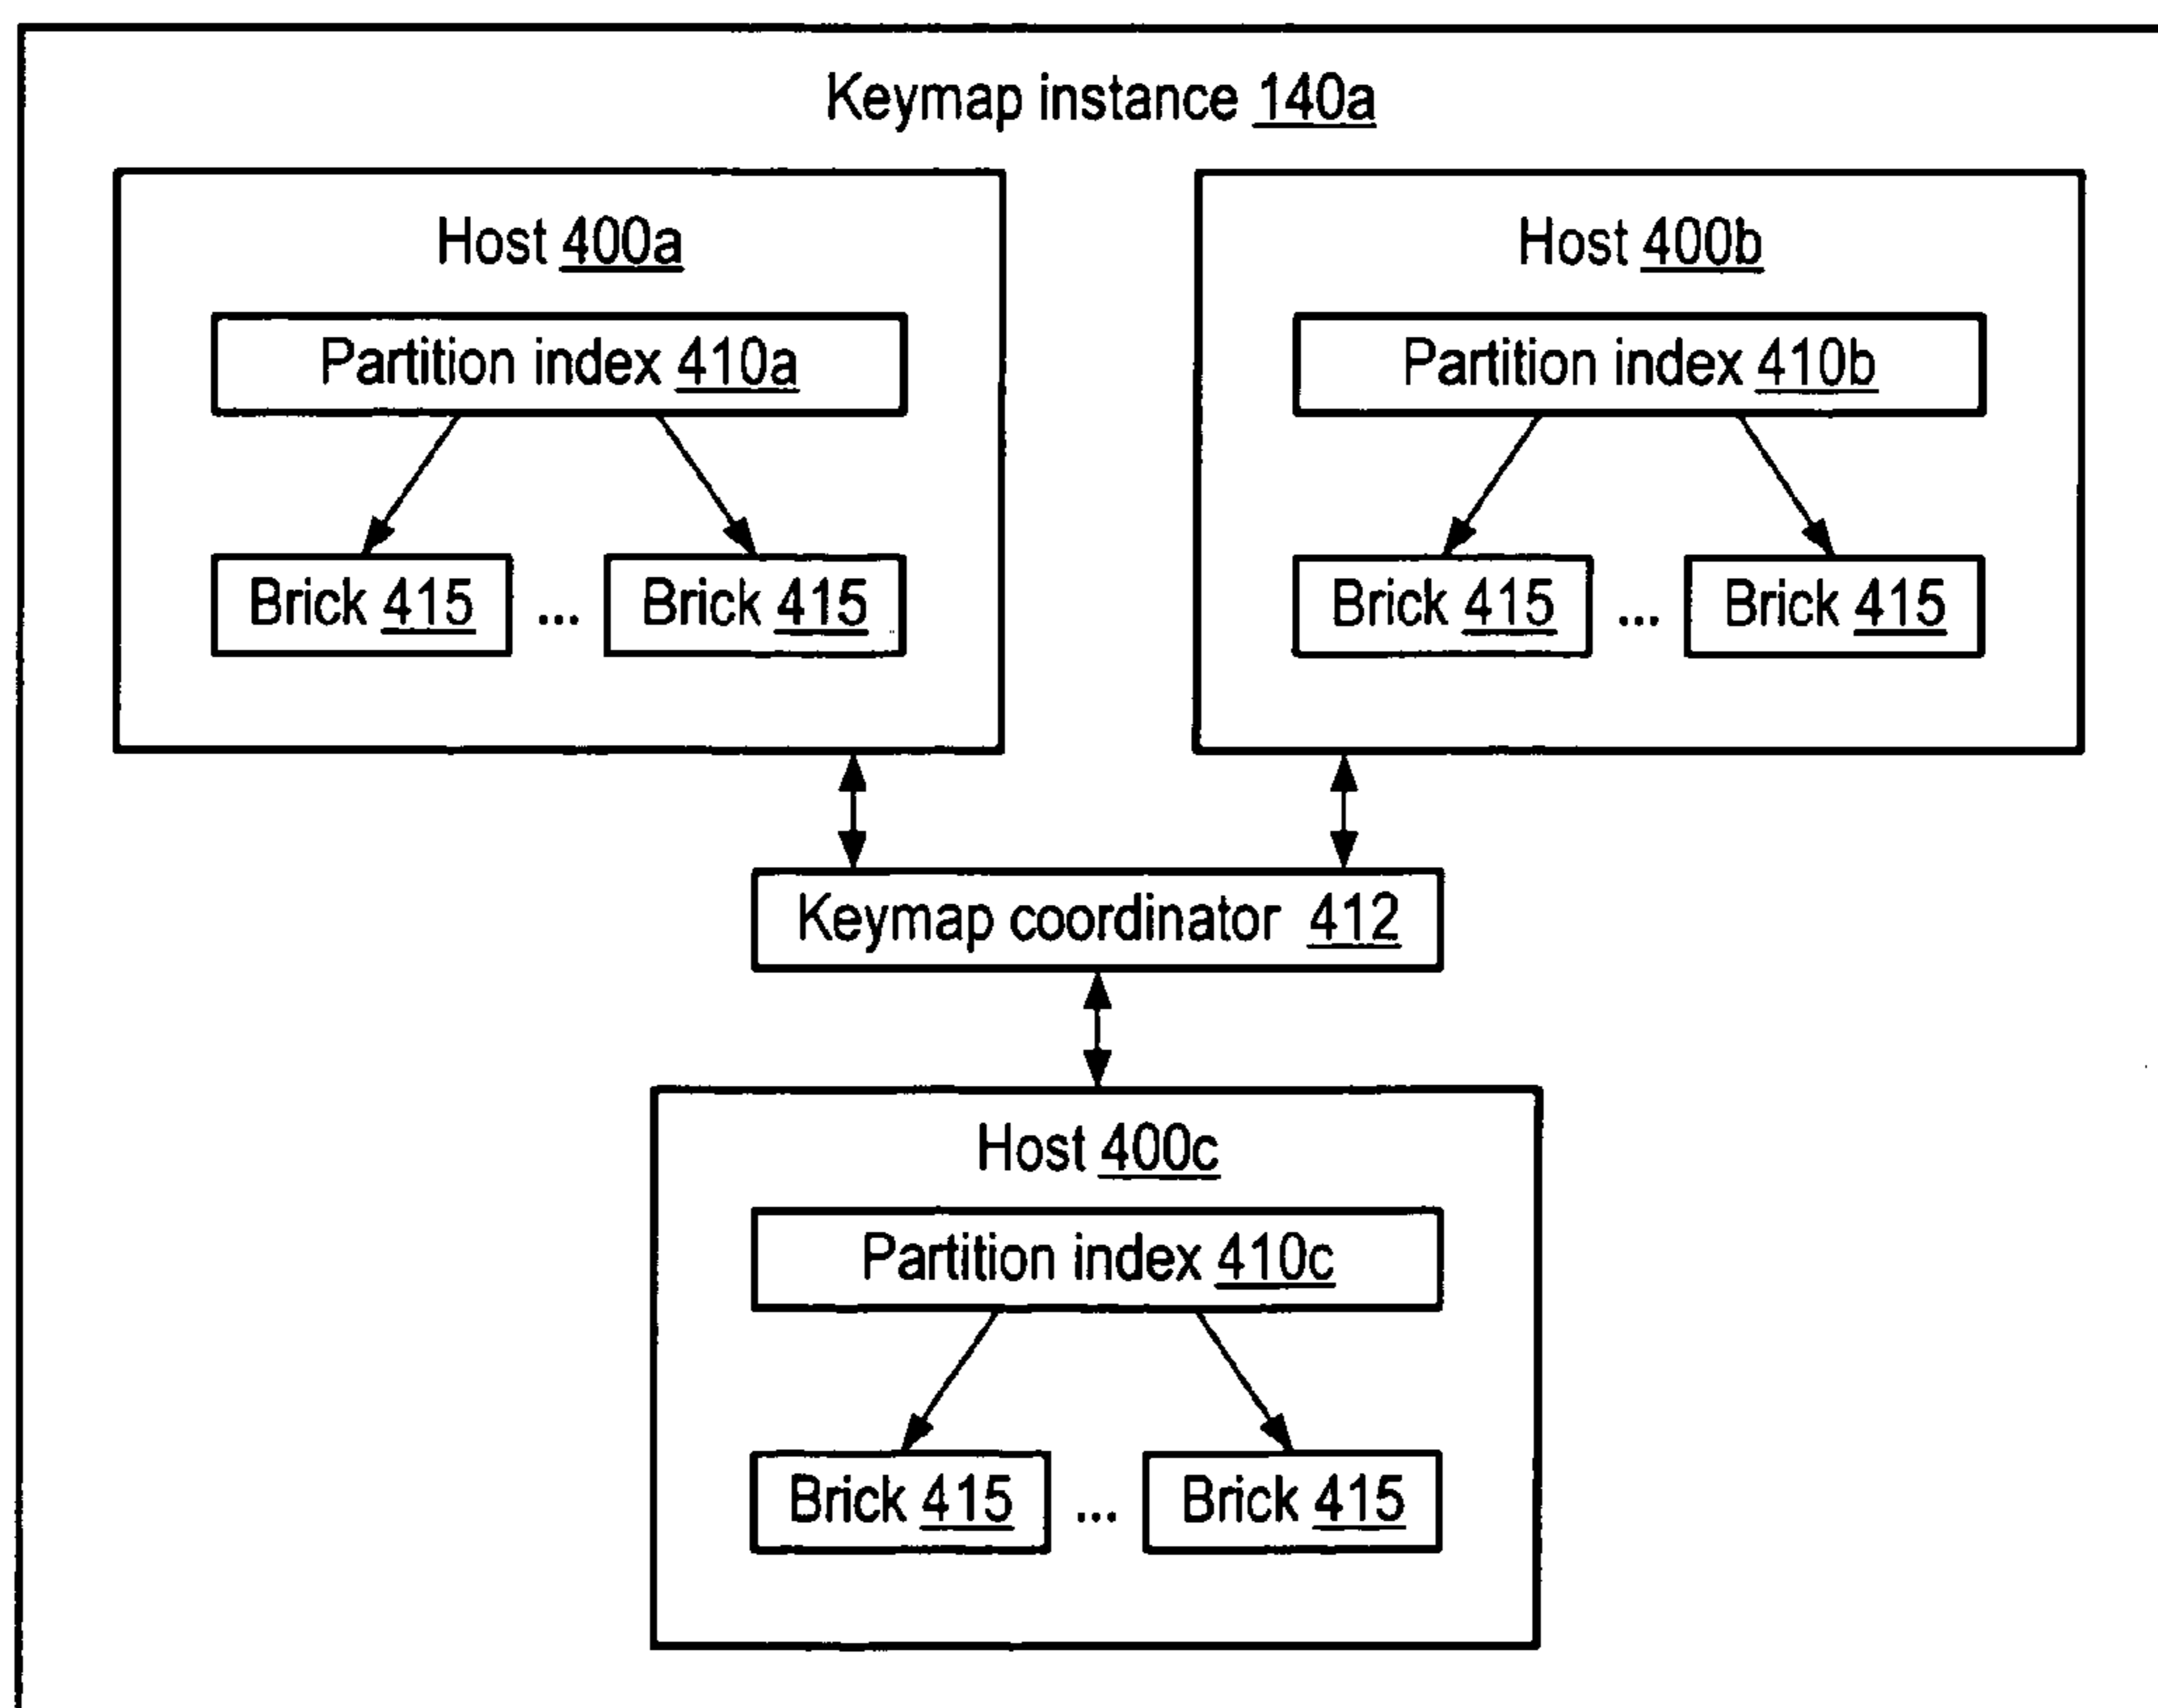 Keymap instance 140a
Host 400a
Partition index 410a
Brick 415 ... Brick 415
Host 400b
Partition index 410b
Brick 415 ... Brick 415
Keymap coordinator 412
Host 400c
Partition index 410c
Brick 415 ... Brick 415